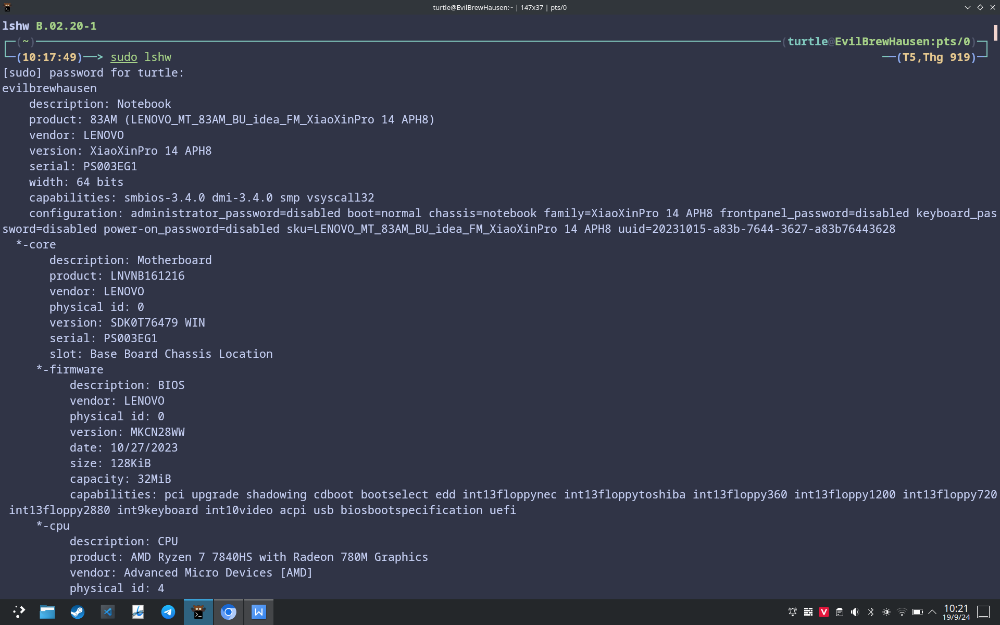 turtle@EvilBrewHausen:~ | 147x37 | pts/0
lshw B.02.20-1
(~) (turtle@EvilBrewHausen:pts/0)
(10:17:49)──> sudo lshw (T5,Thg 919)
[sudo] password for turtle:
evilbrewhausen
description: Notebook
product: 83AM (LENOVO_MT_83AM_BU_idea_FM_XiaoXinPro 14 APH8)
vendor: LENOVO
version: XiaoXinPro 14 APH8
serial: PS003EG1
width: 64 bits
capabilities: smbios-3.4.0 dmi-3.4.0 smp vsyscall32
configuration: administrator_password=disabled boot=normal chassis=notebook family=XiaoXinPro 14 APH8 frontpanel_password=disabled keyboard_pas
sword=disabled power-on_password=disabled sku=LENOVO_MT_83AM_BU_idea_FM_XiaoXinPro 14 APH8 uuid=20231015-a83b-7644-3627-a83b76443628
*-core
description: Motherboard
product: LNVNB161216
vendor: LENOVO
physical id: 0
version: SDK0T76479 WIN
serial: PS003EG1
slot: Base Board Chassis Location
*-firmware
description: BIOS
vendor: LENOVO
physical id: 0
version: MKCN28WW
date: 10/27/2023
size: 128KiB
capacity: 32MiB
capabilities: pci upgrade shadowing cdboot bootselect edd int13floppynec int13floppytoshiba int13floppy360 int13floppy1200 int13floppy720
int13floppy2880 int9keyboard int10video acpi usb biosbootspecification uefi
*-cpu
description: CPU
product: AMD Ryzen 7 7840HS with Radeon 780M Graphics
vendor: Advanced Micro Devices [AMD]
physical id: 4
10:21
19/9/24